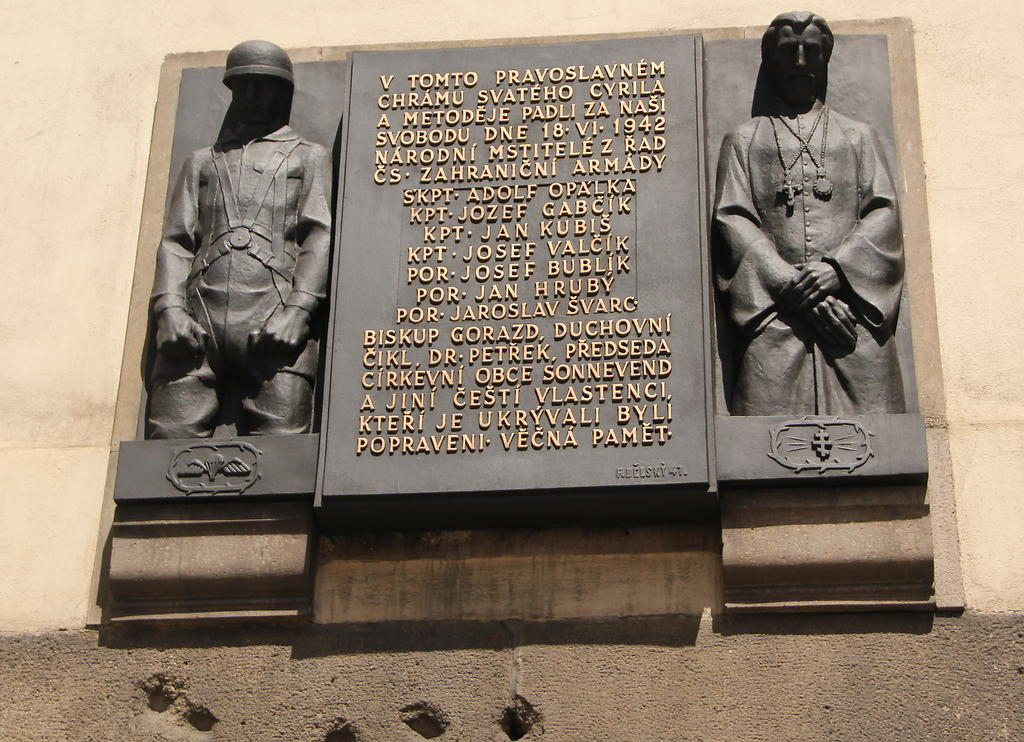 V TOMTO PRAVOSLAVNÉM
CHRÁMU SVATÉHO CYRILA
A METODĚJE PADLI ZA NAŠI
SVOBODU DNE 18·VI·1942
NÁRODNÍ MSTITELÉ Z ŘAD
ČS· ZAHRANIČNÍ ARMÁDY
ŠKPT· ADOLF OPÁLKA
KPT· JOZEF GABČÍK
KPT· JAN KUBIŠ
KPT· JOSEF VALČÍK
POR· JOSEF BUBLÍK
POR· JAN HRUBÝ
POR· JAROSLAV ŠVARC
BISKUP GORAZD, DUCHOVNÍ
ČIKL, DR· PETŘEK, PŘEDSEDA
CÍRKEVNÍ OBCE SONNEVEND
A JINÍ ČEŠTÍ VLASTENCI,
KTEŘÍ JE UKRÝVALI BYLI
POPRAVENI· VĚČNÁ PAMĚŤ·
F.BĚLSKÝ 47.